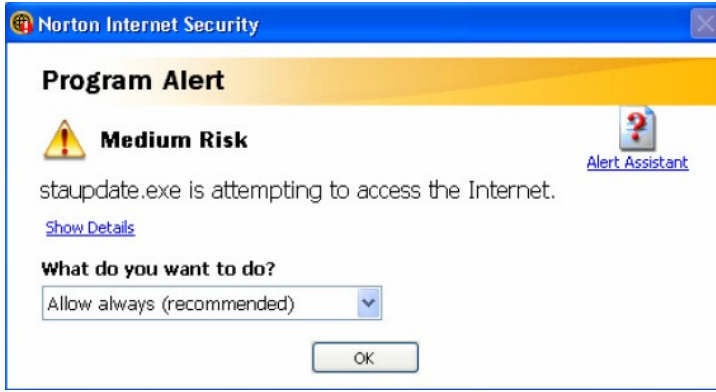 Norton Internet Security
Program Alert
Medium Risk
Alert Assistant
staupdate.exe is attempting to access the Internet.
Show Details
What do you want to do?
Allow always (recommended)
OK